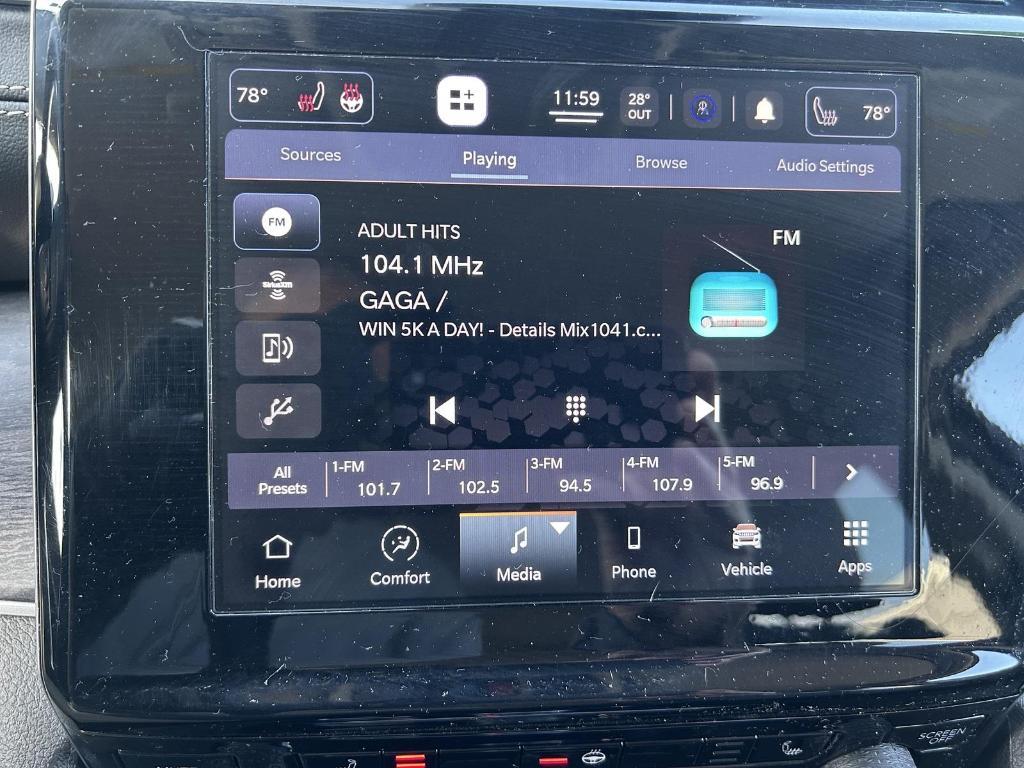 78°
11:59
28°
OUT
78°
Sources Playing Browse Audio Settings
FM
SiriusXM
ADULT HITS
104.1 MHz
GAGA /
WIN 5K A DAY! - Details Mix1041.c...
FM
All
Presets
1-FM
101.7
2-FM
102.5
3-FM
94.5
4-FM
107.9
5-FM
96.9
Home Comfort Media Phone Vehicle Apps
SCREEN
OFF